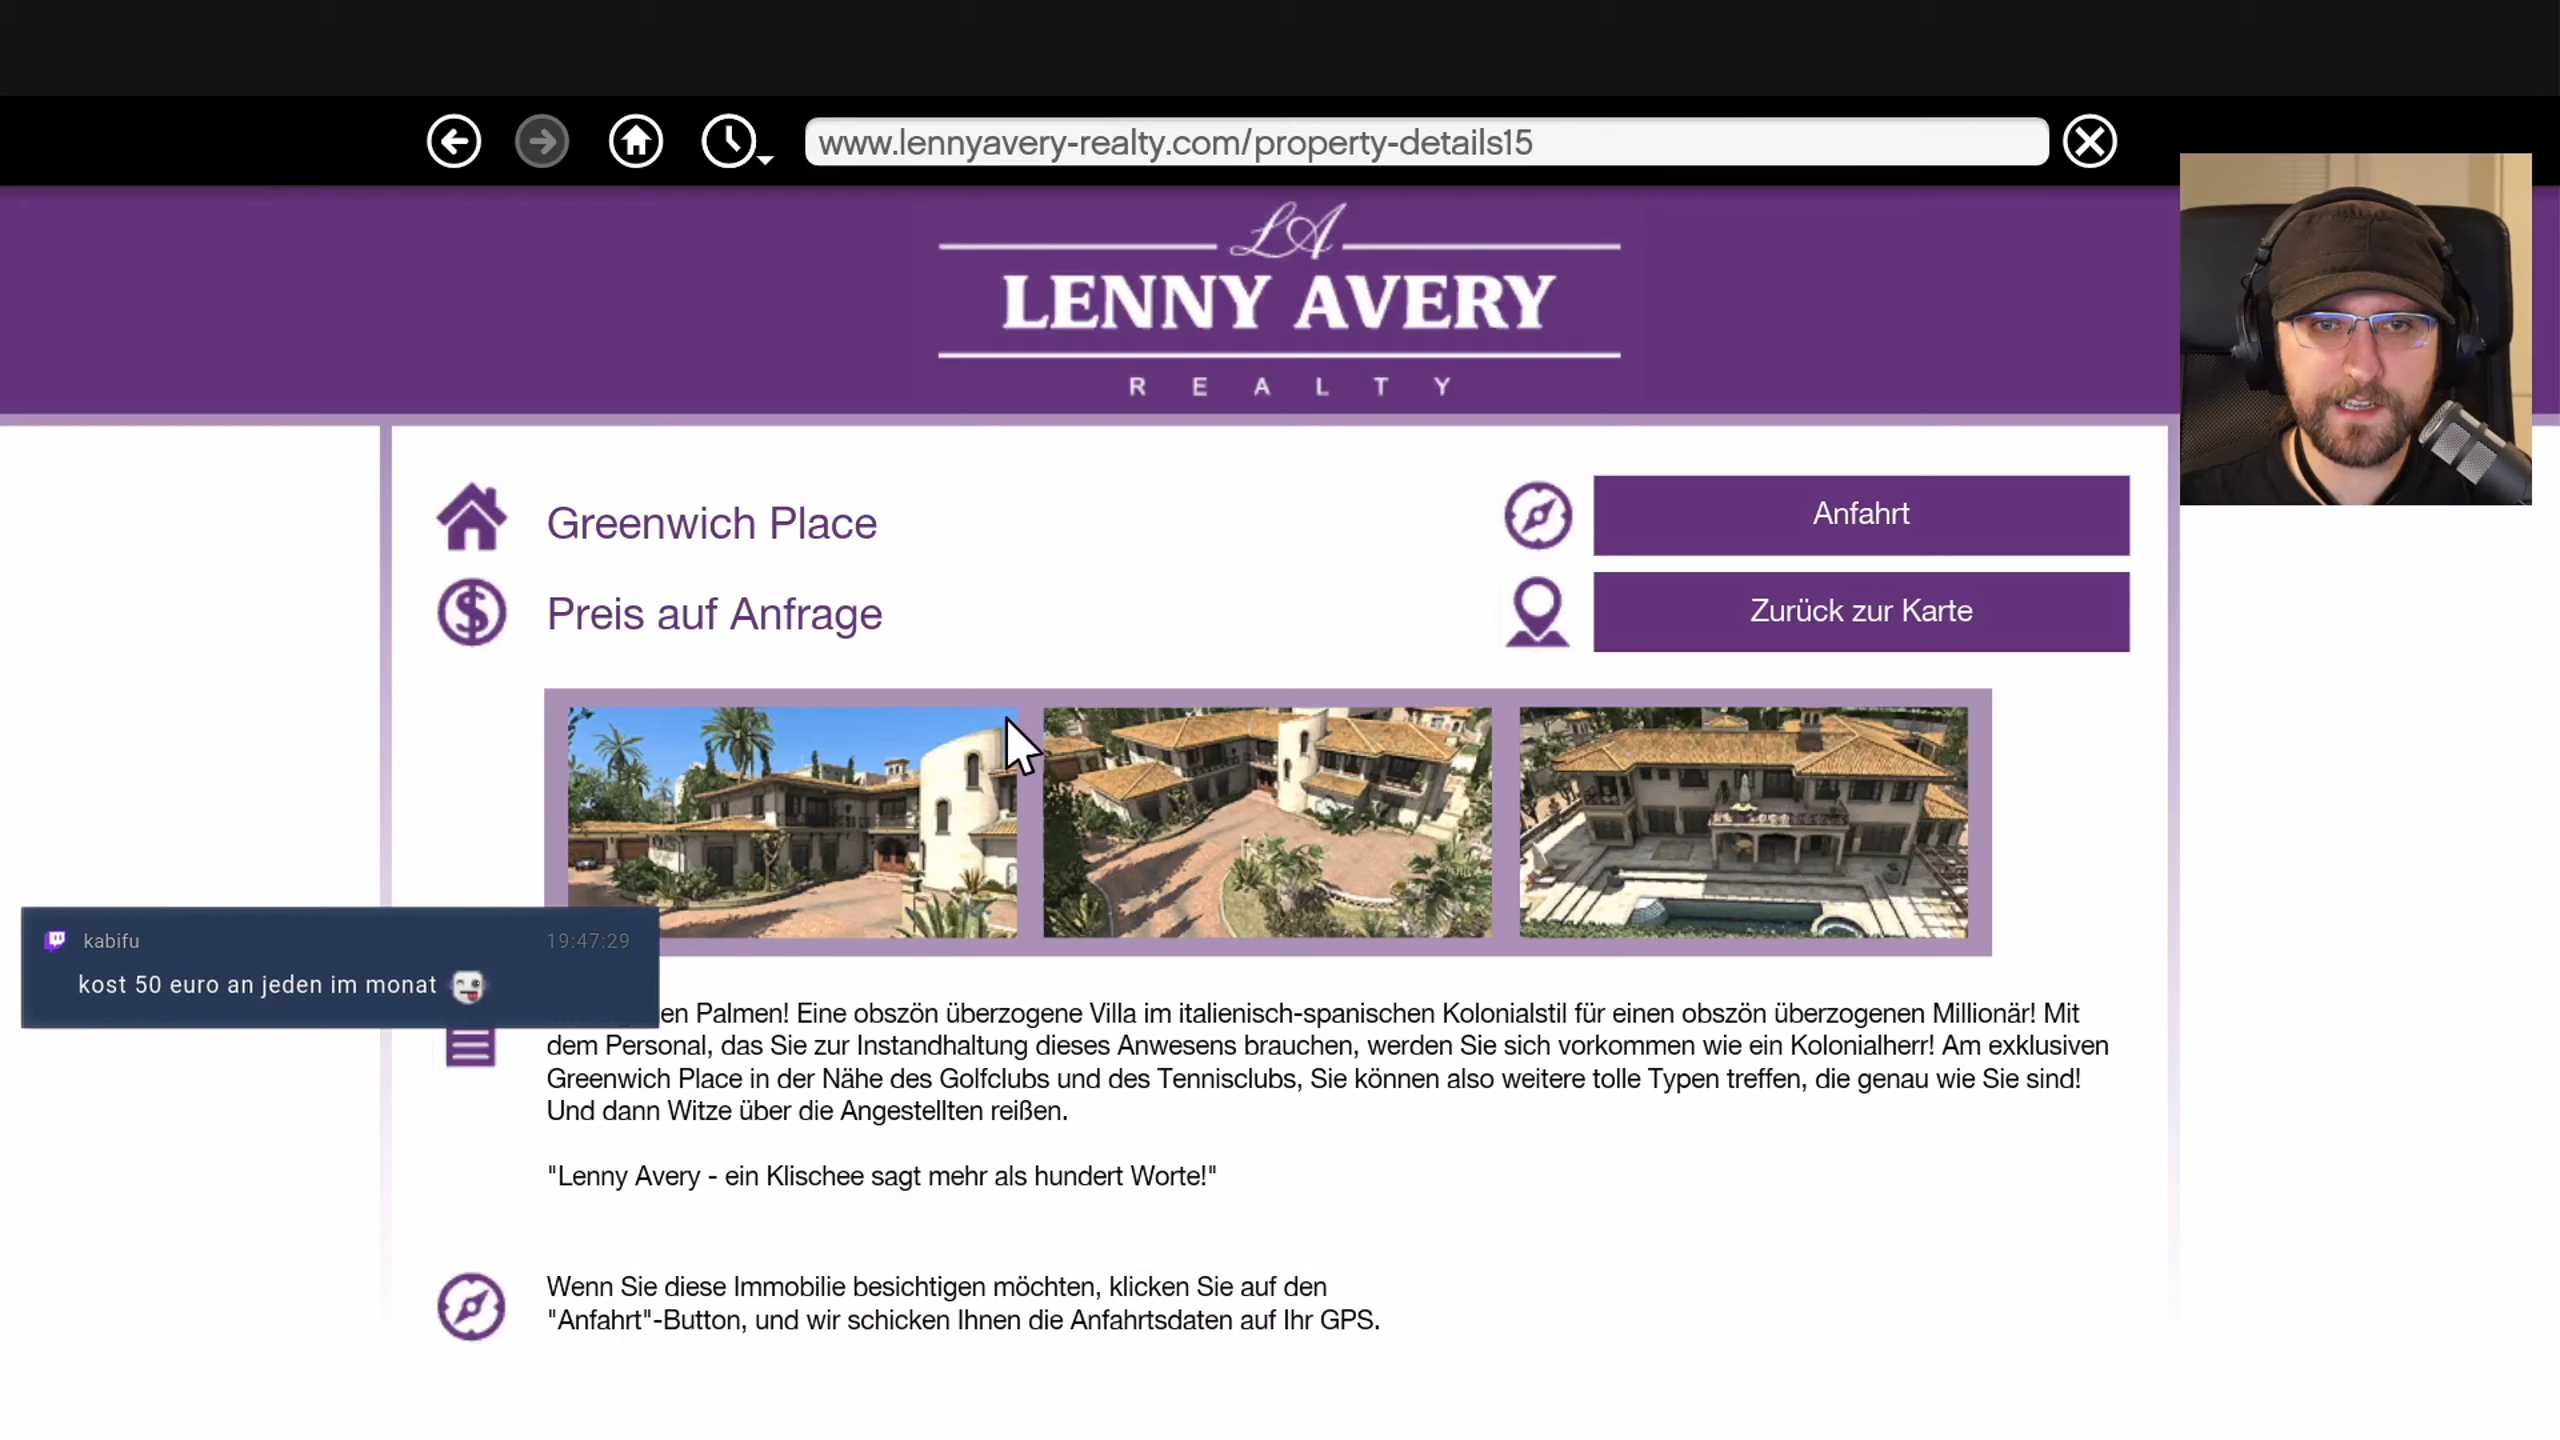 www.lennyavery-realty.com/property-details15
LA
LENNY AVERY
REALTY
Greenwich Place
Anfahrt
Preis auf Anfrage
Zurück zur Karte
kabifu 19:47:29
kost 50 euro an jeden im monat
en Palmen! Eine obszön überzogene Villa im italienisch-spanischen Kolonialstil für einen obszön überzogenen Millionär! Mit
dem Personal, das Sie zur Instandhaltung dieses Anwesens brauchen, werden Sie sich vorkommen wie ein Kolonialherr! Am exklusiven
Greenwich Place in der Nähe des Golfclubs und des Tennisclubs, Sie können also weitere tolle Typen treffen, die genau wie Sie sind!
Und dann Witze über die Angestellten reißen.
"Lenny Avery - ein Klischee sagt mehr als hundert Worte!"
Wenn Sie diese Immobilie besichtigen möchten, klicken Sie auf den
"Anfahrt"-Button, und wir schicken Ihnen die Anfahrtsdaten auf Ihr GPS.